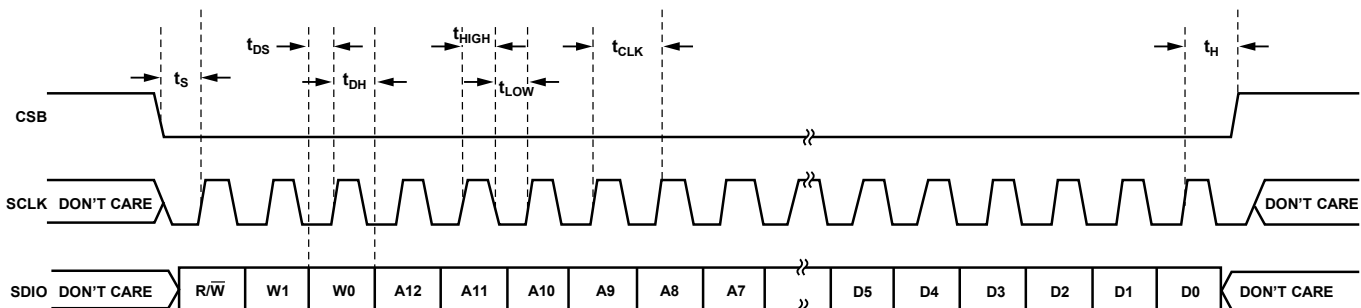 tHIGH
tDS
tCLK
tH
tS
tDH
tLOW
CSB
SCLK DON'T CARE DON'T CARE
SDIO DON'T CARE R/W̅ W1 W0 A12 A11 A10 A9 A8 A7 D5 D4 D3 D2 D1 D0 DON'T CARE